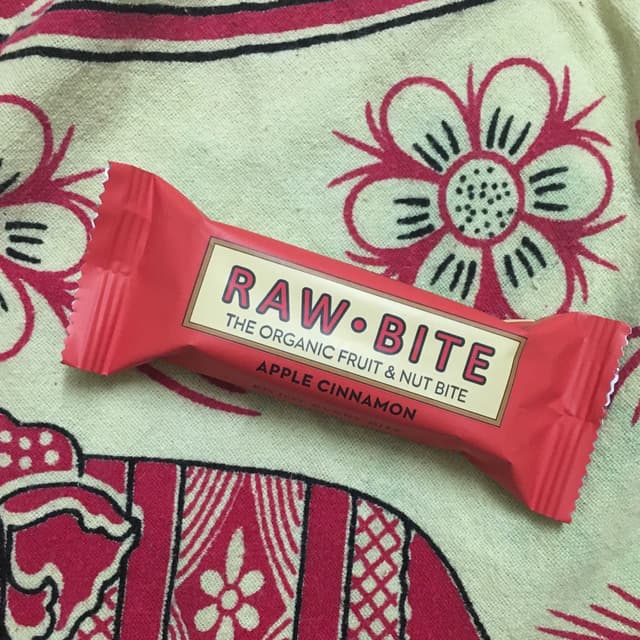 RAW•BITE
THE ORGANIC FRUIT & NUT BITE
APPLE CINNAMON